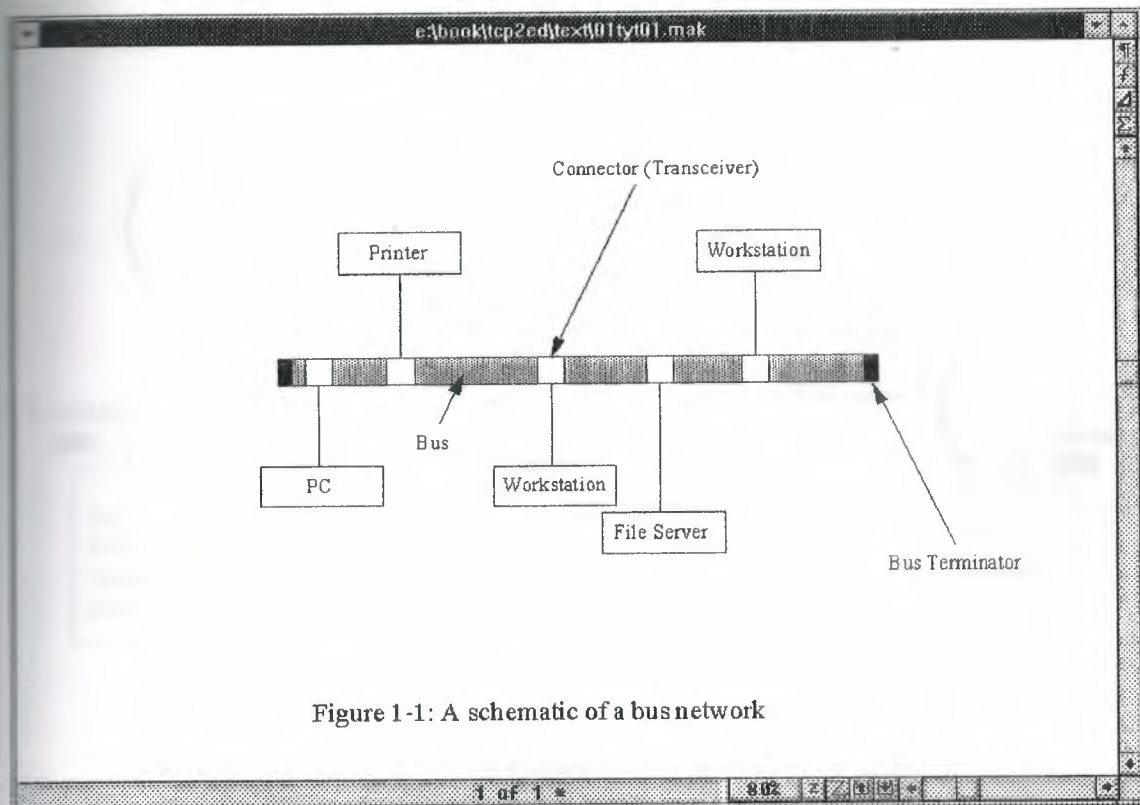 e:\book\tcp2ed\text\01tyt01.mak
Connector (Transceiver)
Printer
Workstation
Bus
PC
Workstation
File Server
Bus Terminator
Figure 1-1: A schematic of a bus network
1 of 1 *
80%